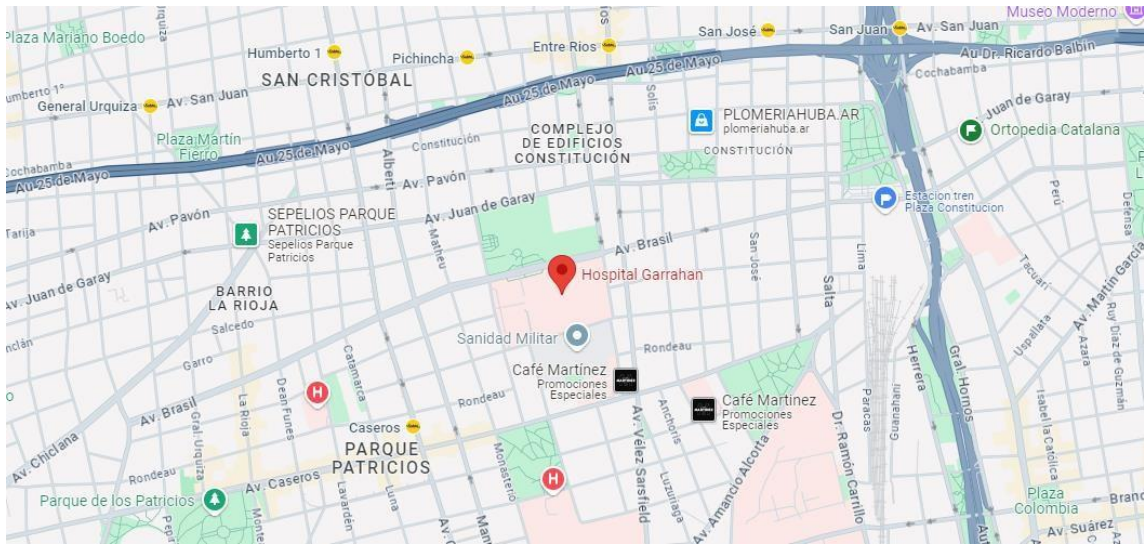 Museo Moderno
Plaza Mariano Boedo
Urquiza
San José
San Juan
Av. San Juan
Humberto 1
Pichincha
Entre Rios
Au Dr. Ricardo Balbín
SAN CRISTÓBAL
Au 25 de Mayo
Cochabamba
Humberto 1°
General Urquiza
Av. San Juan
Solís
Juan de Garay
PLOMERIAHUBA.AR
plomeriahuba.ar
Ortopedia Catalana
Plaza Martín
Fierro
Constitución
COMPLEJO
DE EDIFICIOS
CONSTITUCIÓN
CONSTITUCIÓN
Cochabamba
Au 25 de Mayo
Alberti
Au 25 de Mayo
Av. Pavón
Perú
Defensa
Estacion tren
Plaza Constitucion
Av. Juan de Garay
SEPELIOS PARQUE
PATRICIOS
Sepelios Parque
Patricios
Av. Pavón
Tarija
Av. Matheu
Av. Brasil
San José
Lima
Tacuarí
Av. Martín García
Hospital Garrahan
Salta
Av. Juan de Garay
BARRIO
LA RIOJA
Salcedo
Uspallata
Azara
Ruy Díaz de Guzmán
Sanidad Militar
Rondeau
Garro
Catamarca
Herrera
Gral. Hornos
Café Martínez
Promociones
Especiales
Café Martinez
Promociones
Especiales
Rondeau
Dean Funes
La Rioja
Gral. Urquiza
Av. Brasil
Paracas
Guanahani
Anchoris
Isabel la Católica
Caseros
PARQUE
PATRICIOS
Av. Vélez Sarsfield
Dr. Ramón Carrillo
Av. Chiclana
Rondeau
Monasterio
Av. Amancio Alcorta
Luzuriaga
Av. Caseros
Luna
Lavardén
Parque de los Patricios
Plaza
Colombia
Av. Suárez